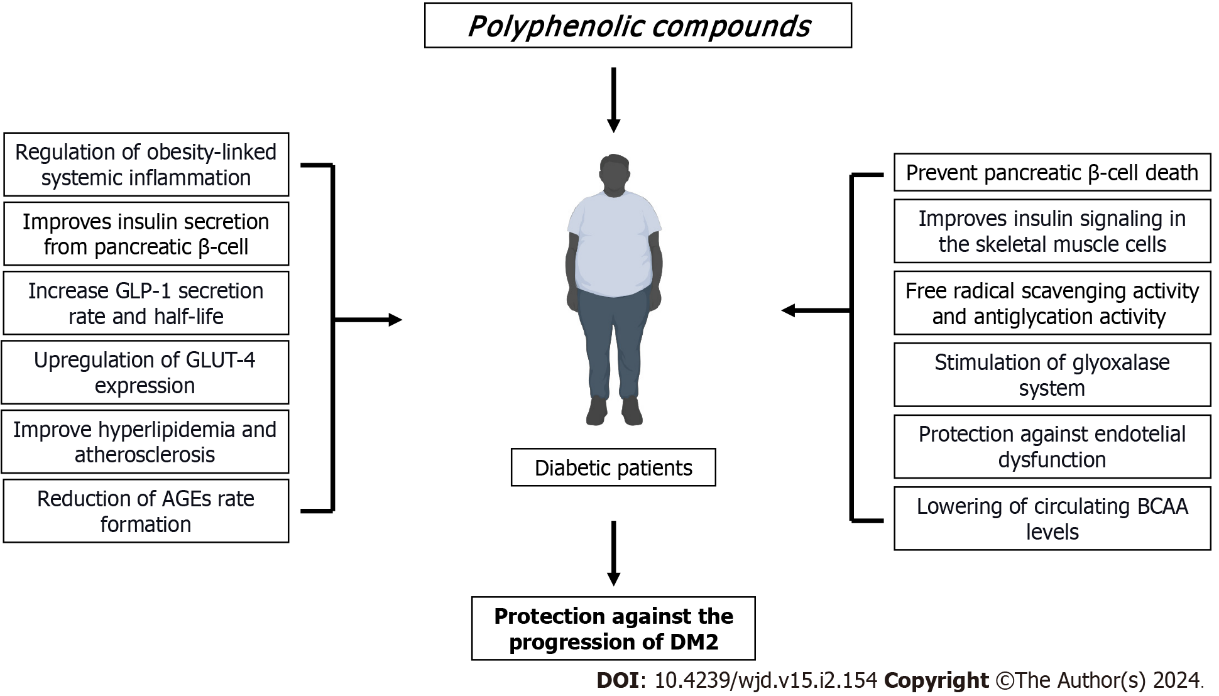 Polyphenolic compounds
Regulation of obesity-linked
systemic inflammation
Improves insulin secretion
from pancreatic β-cell
Increase GLP-1 secretion
rate and half-life
Upregulation of GLUT-4
expression
Improve hyperlipidemia and
atherosclerosis
Reduction of AGEs rate
formation
Prevent pancreatic β-cell death
Improves insulin signaling in
the skeletal muscle cells
Free radical scavenging activity
and antiglycation activity
Stimulation of glyoxalase
system
Protection against endotelial
dysfunction
Lowering of circulating BCAA
levels
Diabetic patients
Protection against the
progression of DM2
DOI: 10.4239/wjd.v15.i2.154 Copyright ©The Author(s) 2024.